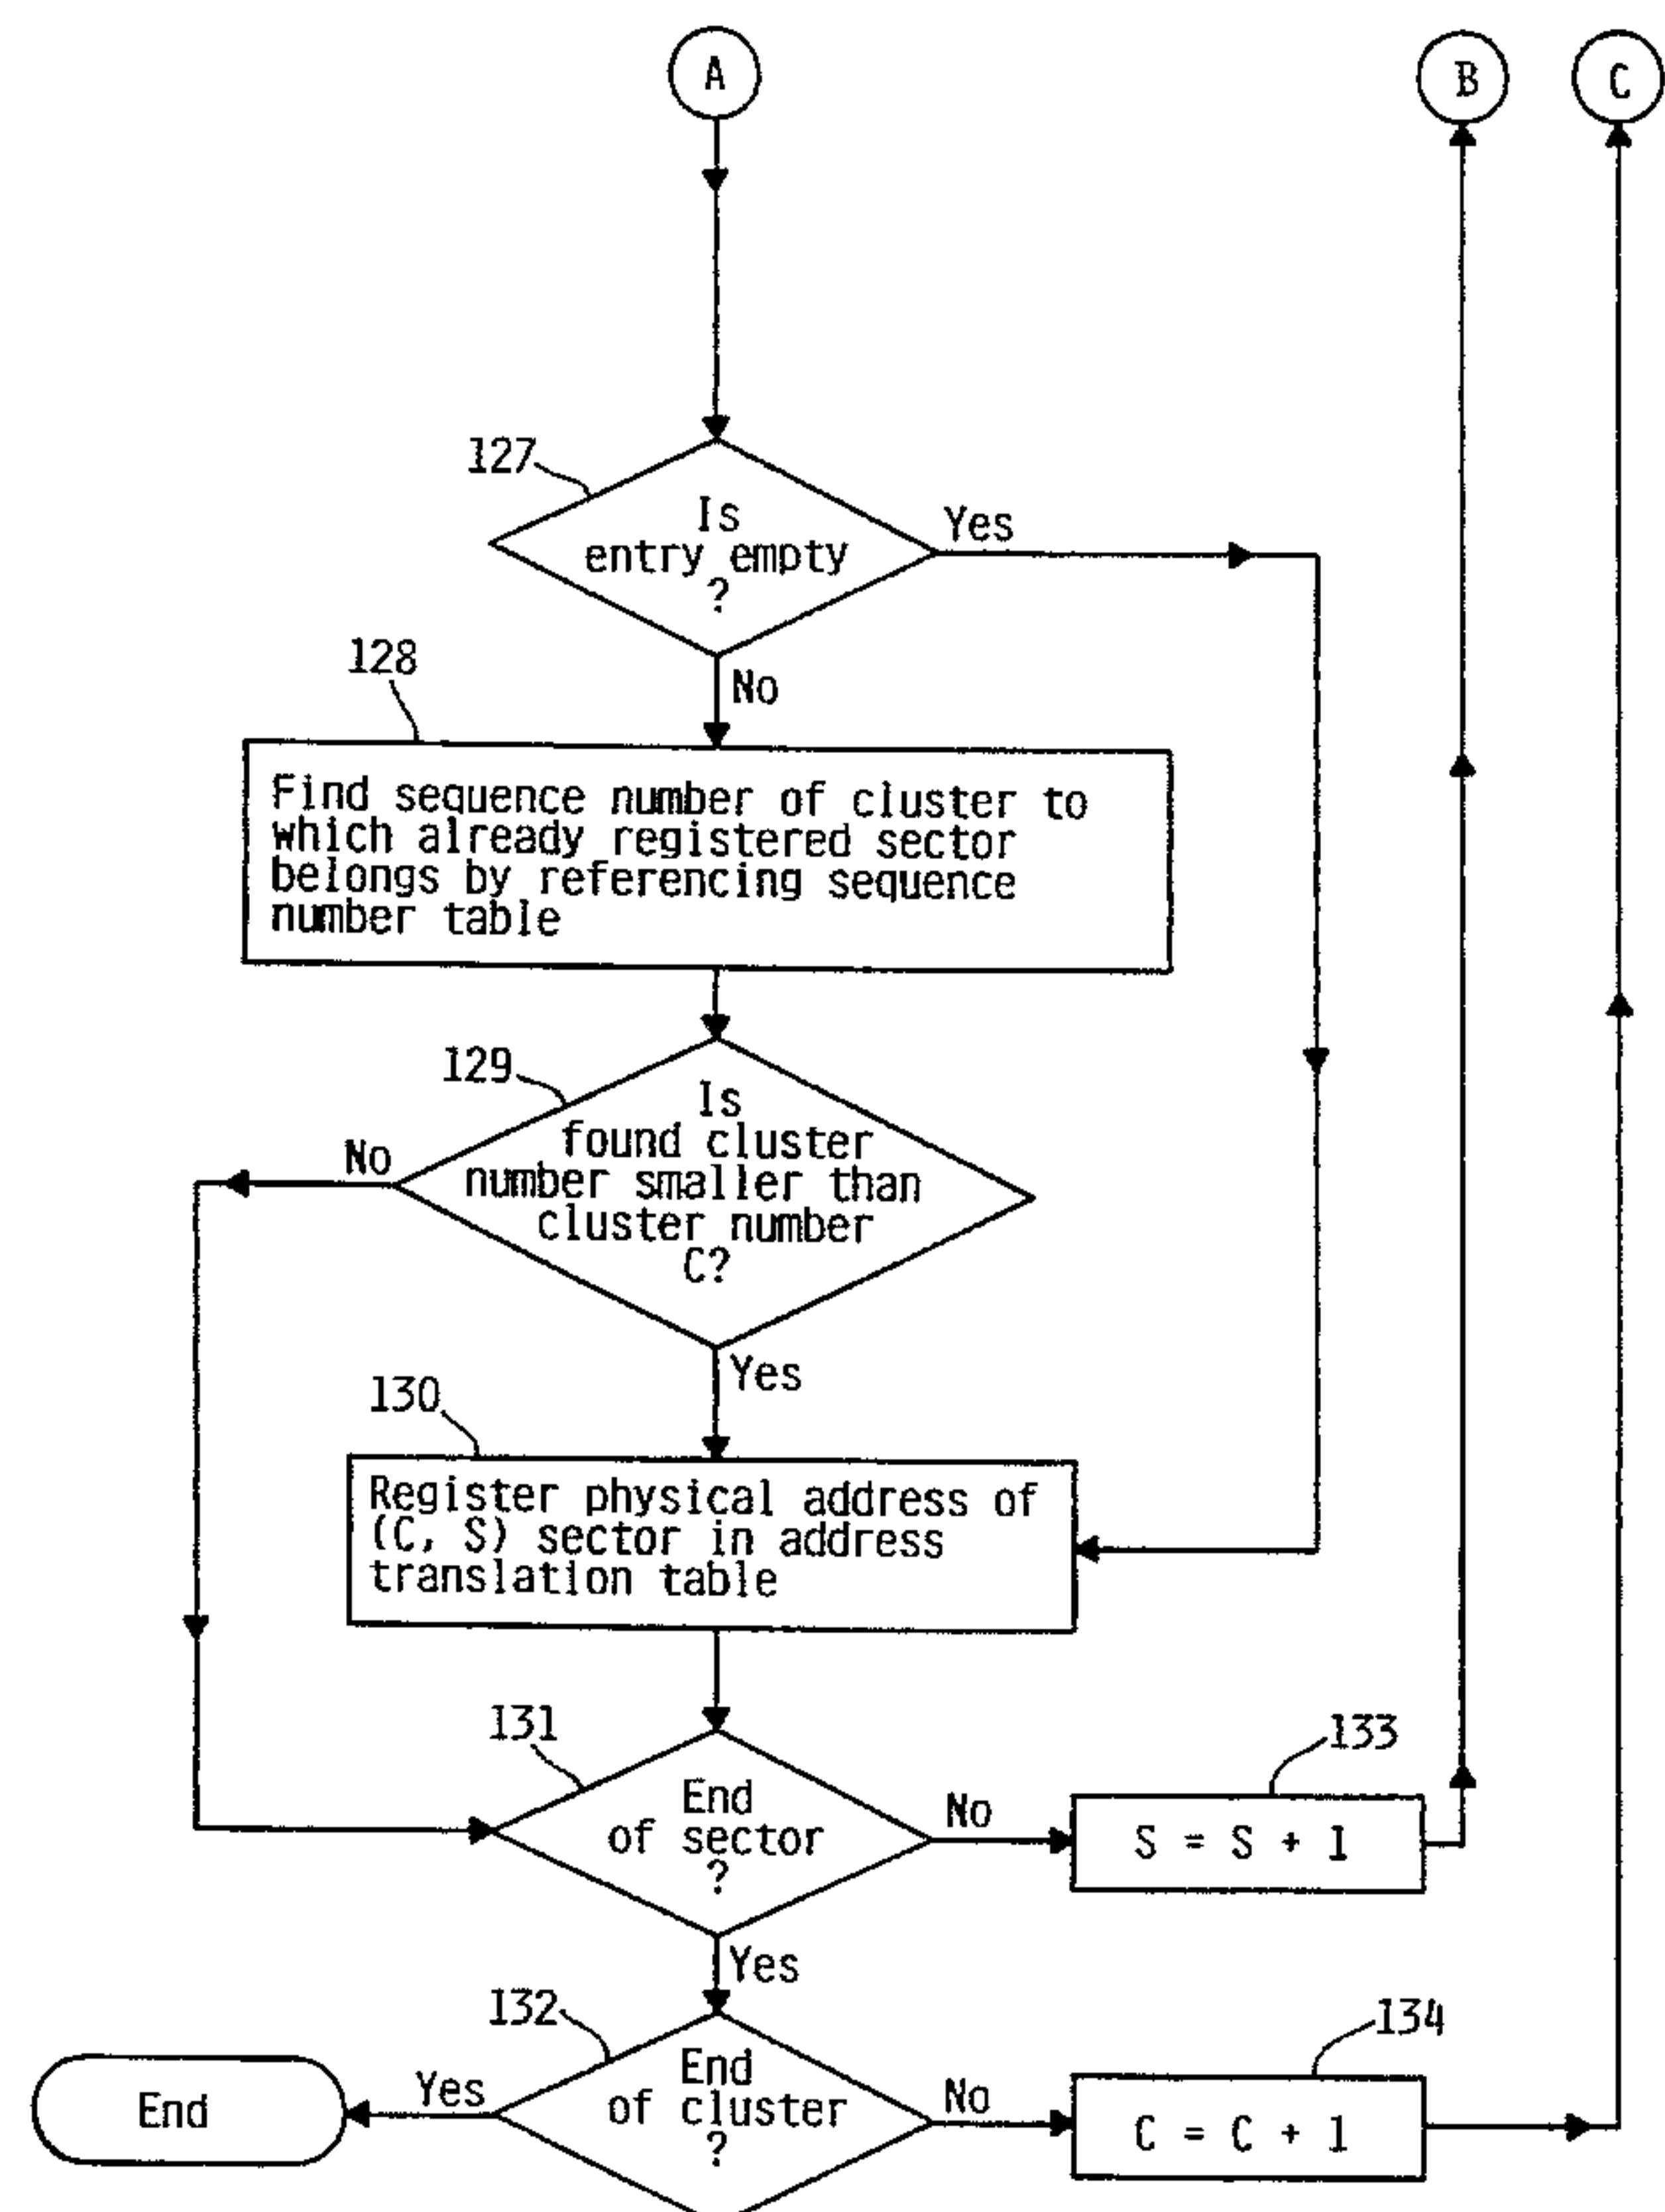 A
B
C
127
Is
entry empty
?
Yes
No
128
Find sequence number of cluster to
which already registered sector
belongs by referencing sequence
number table
129
Is
found cluster
number smaller than
cluster number
C?
No
Yes
130
Register physical address of
(C, S) sector in address
translation table
131
End
of sector
?
No
133
S = S + 1
Yes
132
End
of cluster
?
Yes
End
No
134
C = C + 1